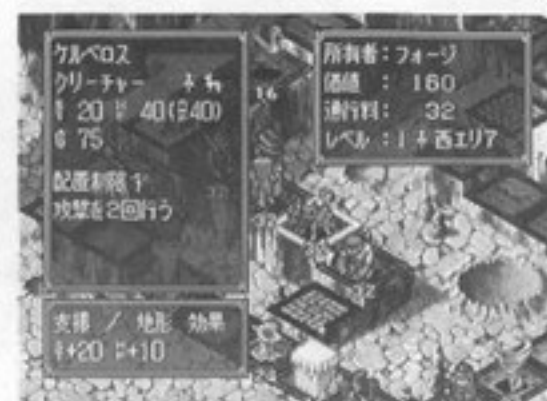 ケルベロス
クリーチャー
20 40(40)
G 75
配置制限
攻撃を2回行う
支援 / 地形 効果
+20 +10
16
所有者:フォージ
価値 : 160
通行料: 32
レベル :1 西エリア